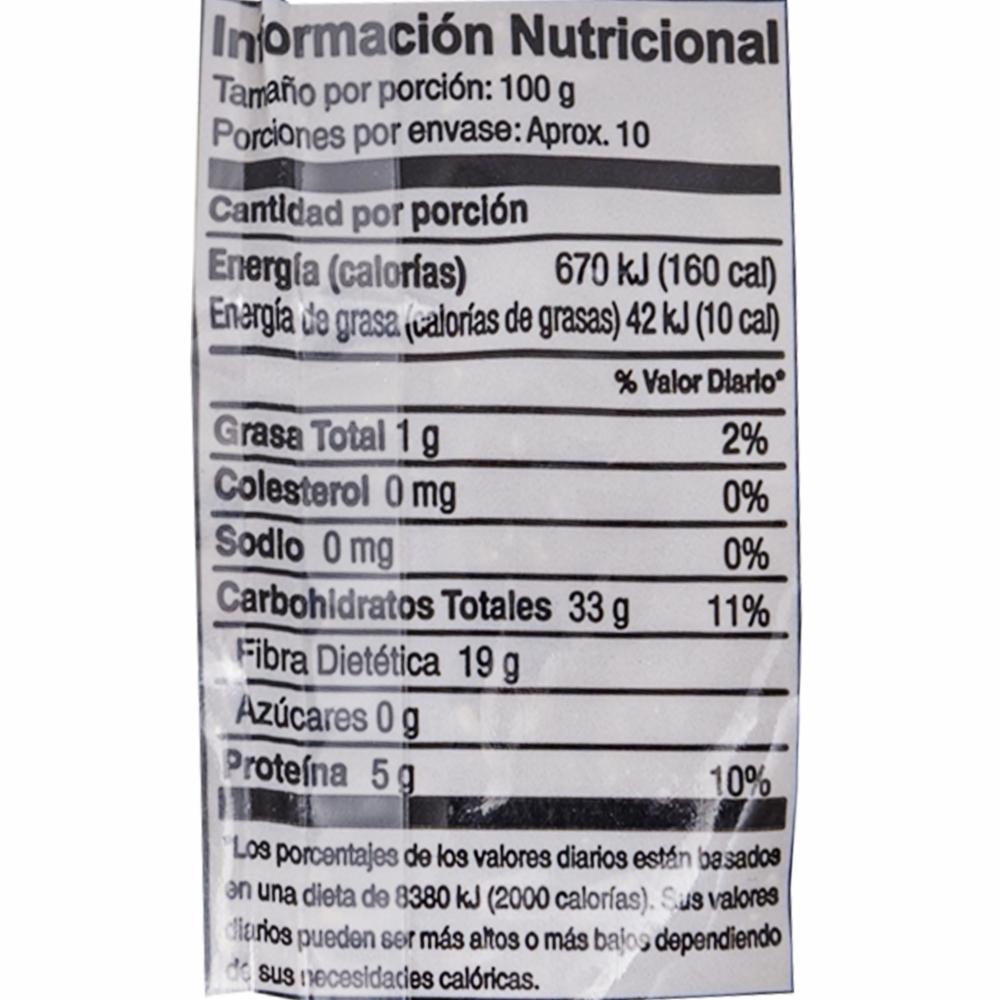 Información Nutricional
Tamaño por porción: 100 g
Porciones por envase: Aprox. 10
Cantidad por porción
Energía (calorías) 670 kJ (160 cal)
Energía de grasa (calorías de grasas) 42 kJ (10 cal)
% Valor Diario*
Grasa Total 1 g 2%
Colesterol 0 mg 0%
Sodio 0 mg 0%
Carbohidratos Totales 33 g 11%
Fibra Dietética 19 g
Azúcares 0 g
Proteína 5 g 10%
*Los porcentajes de los valores diarios están basados
en una dieta de 8380 kJ (2000 calorías). Sus valores
diarios pueden ser más altos o más bajos dependiendo
de sus necesidades calóricas.